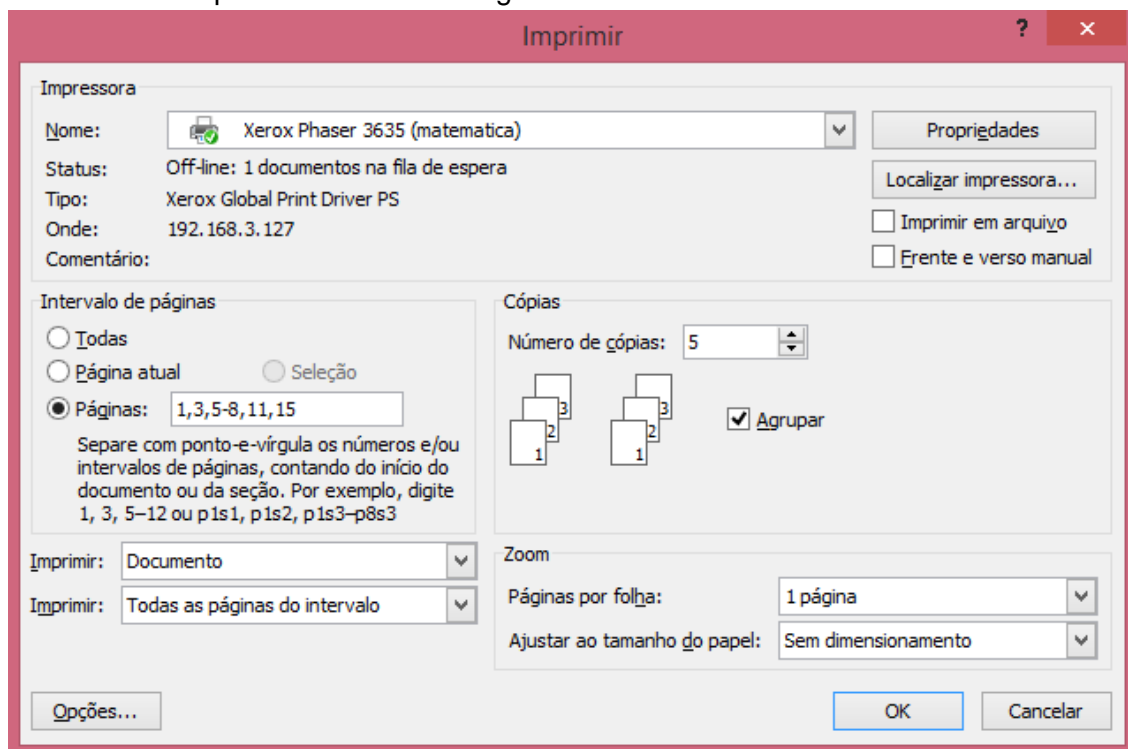 Imprimir ? ×
Impressora
Nome: Xerox Phaser 3635 (matematica) Propriedades
Status: Off-line: 1 documentos na fila de espera
Localizar impressora...
Tipo: Xerox Global Print Driver PS
Onde: 192.168.3.127
Imprimir em arquivo
Comentário:
Frente e verso manual
Intervalo de páginas
Todas
Página atual Seleção
Páginas: 1,3,5-8,11,15
Separe com ponto-e-vírgula os números e/ou
intervalos de páginas, contando do início do
documento ou da seção. Por exemplo, digite
1, 3, 5–12 ou p1s1, p1s2, p1s3–p8s3
Cópias
Número de cópias: 5
3 3
2 2
1 1
Agrupar
Imprimir: Documento
Imprimir: Todas as páginas do intervalo
Zoom
Páginas por folha: 1 página
Ajustar ao tamanho do papel: Sem dimensionamento
Opções... OK Cancelar